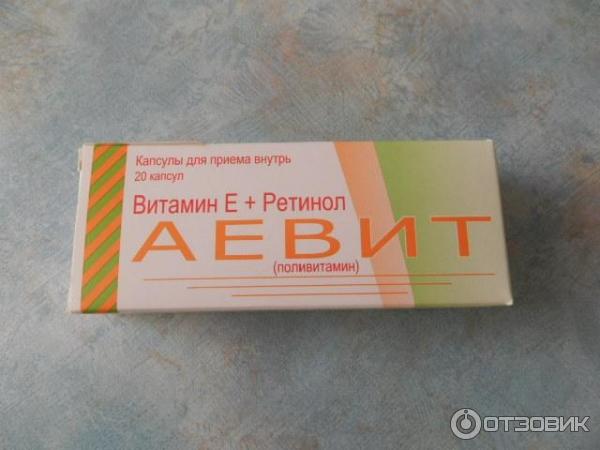 Капсулы для приема внутрь
20 капсул
Витамин Е + Ретинол
АЕВИТ
(поливитамин)
ОТЗОВИК